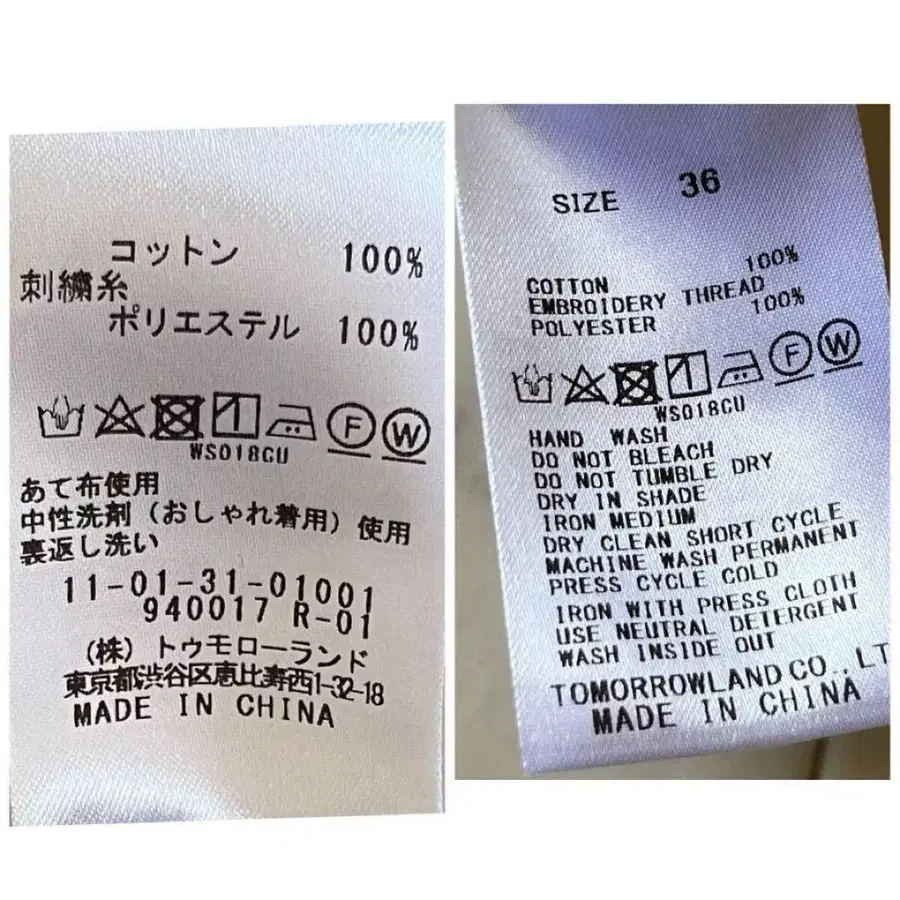 コットン 100%
刺繍糸
ポリエステル 100%
F W
WS018CU
あて布使用
中性洗剤（おしゃれ着用）使用
裏返し洗い
11-01-31-01001
940017 R-01
（株）トゥモローランド
東京都渋谷区恵比寿西1-32-18
MADE IN CHINA
SIZE 36
COTTON 100%
EMBROIDERY THREAD
POLYESTER 100%
F W
WS018CU
HAND WASH
DO NOT BLEACH
DO NOT TUMBLE DRY
DRY IN SHADE
IRON MEDIUM
DRY CLEAN SHORT CYCLE
MACHINE WASH PERMANENT
PRESS CYCLE COLD
IRON WITH PRESS CLOTH
USE NEUTRAL DETERGENT
WASH INSIDE OUT
TOMORROWLAND CO., LT
MADE IN CHINA